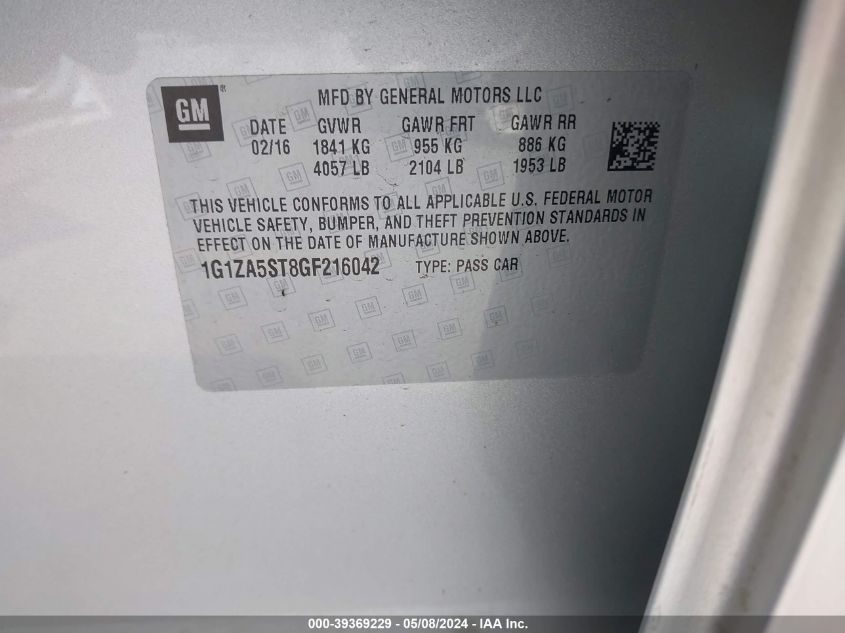 GM ® MFD BY GENERAL MOTORS LLC
DATE GVWR GAWR FRT GAWR RR
02/16 1841 KG 955 KG 886 KG
4057 LB 2104 LB 1953 LB
THIS VEHICLE CONFORMS TO ALL APPLICABLE U.S. FEDERAL MOTOR
VEHICLE SAFETY, BUMPER, AND THEFT PREVENTION STANDARDS IN
EFFECT ON THE DATE OF MANUFACTURE SHOWN ABOVE.
1G1ZA5ST8GF216042 TYPE: PASS CAR
000-39369229 - 05/08/2024 - IAA Inc.